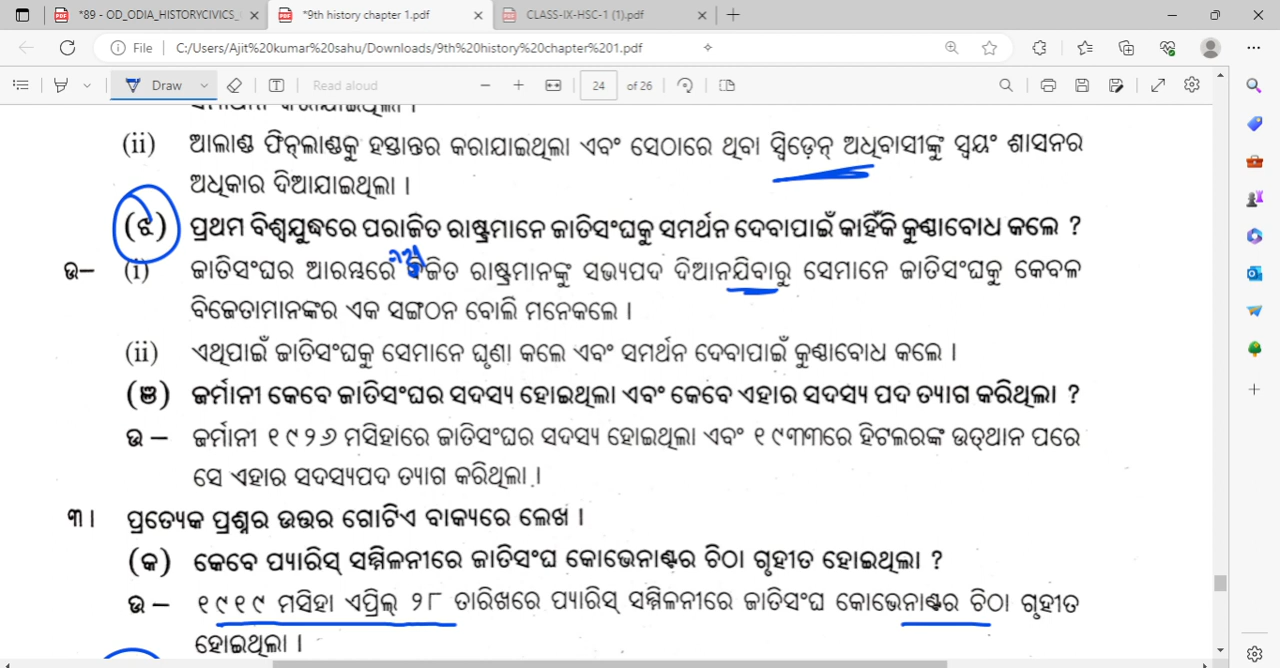 *89 - OD_ODIA_HISTORYCIVICS_
*9th history chapter 1.pdf
CLASS-IX-HSC-1 (1).pdf
File
C:/Users/Ajit%20kumar%20sahu/Downloads/9th%20history%20chapter%201.pdf
Draw
Read aloud
24
of 26
(ii) ଆଲାଣ୍ଡ ଫିନ୍‌ଲାଣ୍ଡକୁ ହସ୍ତାନ୍ତର କରାଯାଇଥିଲା ଏବଂ ସେଠାରେ ଥିବା ସ୍ୱିଡେ଼ନ୍ ଅଧିବାସୀଙ୍କୁ ସ୍ୱୟଂ ଶାସନର
ଅଧିକାର ଦିଆଯାଇଥିଲା ।
(ଝ) ପ୍ରଥମ ବିଶ୍ୱଯୁଦ୍ଧରେ ପରାଜିତ ରାଷ୍ଟ୍ରମାନେ ଜାତିସଂଘକୁ ସମର୍ଥନ ଦେବାପାଇଁ କାହିଁକି କୁଣ୍ଠାବୋଧ କଲେ ?
ଉ– (i) ଜାତିସଂଘର ଆରମ୍ଭରେ ରାଷ୍ଟ୍ରମାନଙ୍କୁ ସଭ୍ୟପଦ ଦିଆନଯିବାରୁ ସେମାନେ ଜାତିସଂଘକୁ କେବଳ
ବିଜେତାମାନଙ୍କର ଏକ ସଙ୍ଗଠନ ବୋଲି ମନେକଲେ ।
(ii) ଏଥିପାଇଁ ଜାତିସଂଘକୁ ସେମାନେ ଘୃଣା କଲେ ଏବଂ ସମର୍ଥନ ଦେବାପାଇଁ କୁଣ୍ଠାବୋଧ କଲେ ।
(ଞ) ଜର୍ମାନୀ କେବେ ଜାତିସଂଘର ସଦସ୍ୟ ହୋଇଥିଲା ଏବଂ କେବେ ଏହାର ସଦସ୍ୟ ପଦ ତ୍ୟାଗ କରିଥିଲା ?
ଉ – ଜର୍ମାନୀ ୧୯୨୬ ମସିହାରେ ଜାତିସଂଘର ସଦସ୍ୟ ହୋଇଥିଲା ଏବଂ ୧୯୩୩ରେ ହିଟଲରଙ୍କ ଉତ୍‌ଥାନ ପରେ
ସେ ଏହାର ସଦସ୍ୟପଦ ତ୍ୟାଗ କରିଥିଲା ।
୩। ପ୍ରତ୍ୟେକ ପ୍ରଶ୍ନର ଉତ୍ତର ଗୋଟିଏ ବାକ୍ୟରେ ଲେଖ ।
(କ) କେବେ ପ୍ୟାରିସ୍ ସମ୍ମିଳନୀରେ ଜାତିସଂଘ କୋଭେନାଣ୍ଟର ଚିଠା ଗୃହୀତ ହୋଇଥିଲା ?
ଉ – ୧୯୧୯ ମସିହା ଏପ୍ରିଲ୍ ୨୮ ତାରିଖରେ ପ୍ୟାରିସ୍ ସମ୍ମିଳନୀରେ ଜାତିସଂଘ କୋଭେନାଣ୍ଟର ଚିଠା ଗୃହୀତ
ହୋଇଥିଲା ।